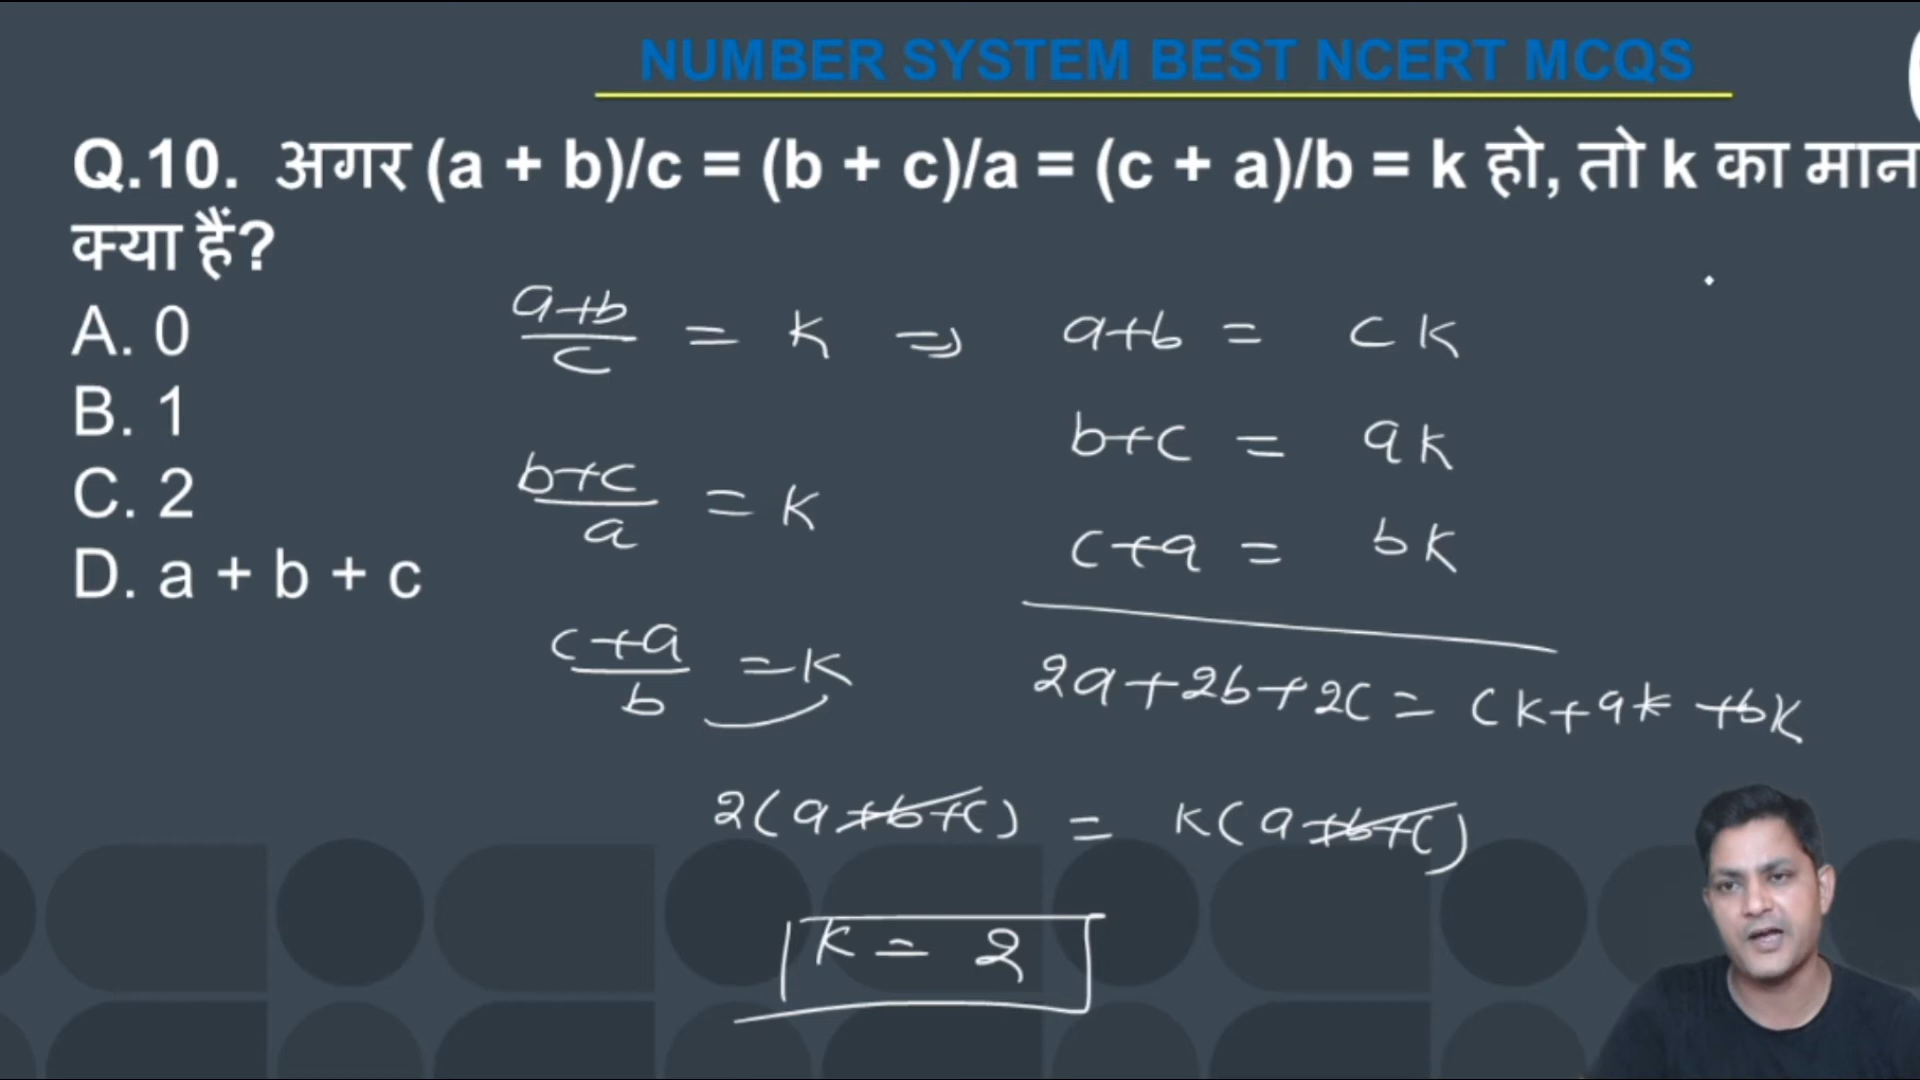 NUMBER SYSTEM BEST NCERT MCQS
Q.10. अगर (a + b)/c = (b + c)/a = (c + a)/b = k हो, तो k का मान
क्या हैं?
A. 0
B. 1
C. 2
D. a + b + c
a+b/c = k => a+b = ck
b+c = ak
b+c/a = k
c+a = bk
c+a/b = k
2a+2b+2c = ck+ak+bk
2(a+b+c) = k(a+b+c)
k = 2